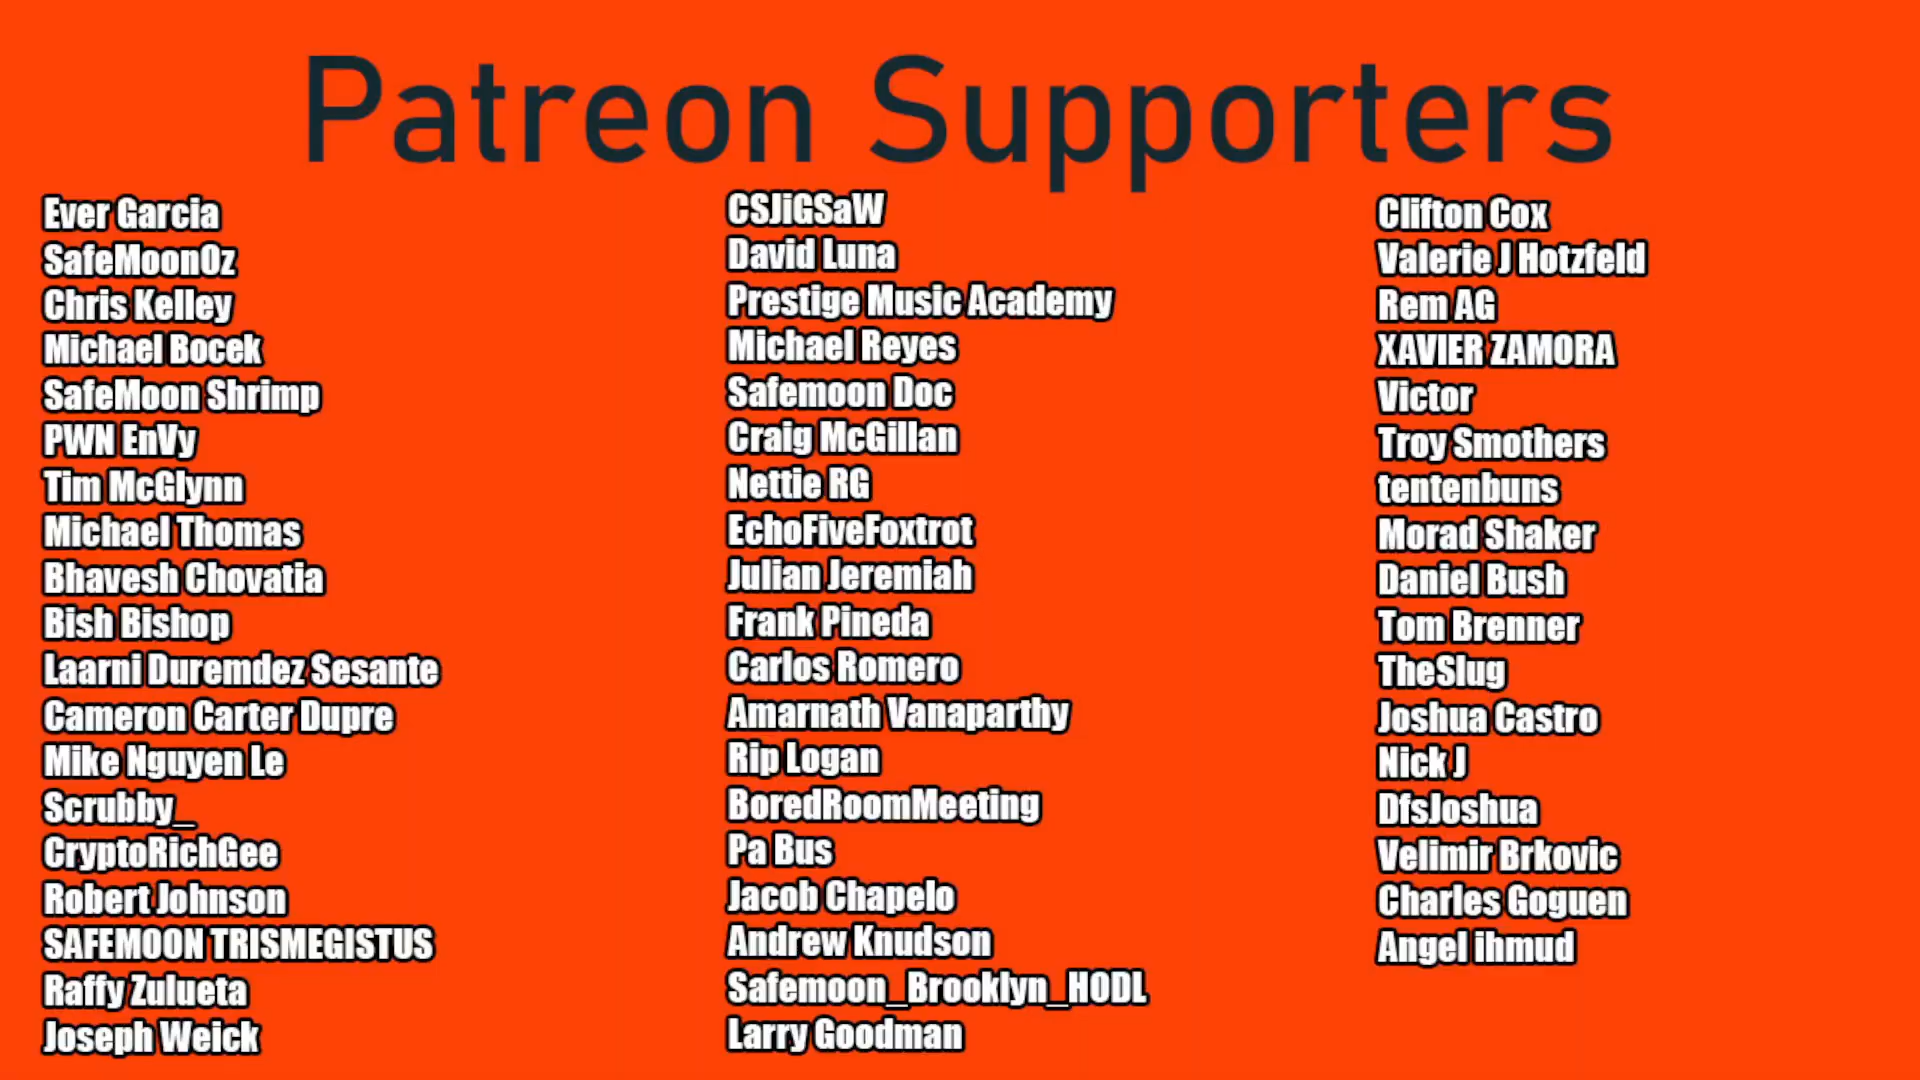 Patreon Supporters
Ever Garcia
SafeMoonOz
Chris Kelley
Michael Bocek
SafeMoon Shrimp
PWN EnVy
Tim McGlynn
Michael Thomas
Bhavesh Chovatia
Bish Bishop
Laarni Duremdez Sesante
Cameron Carter Dupre
Mike Nguyen Le
Scrubby_
CryptoRichGee
Robert Johnson
SAFEMOON TRISMEGISTUS
Raffy Zulueta
Joseph Weick
CSJiGSaW
David Luna
Prestige Music Academy
Michael Reyes
Safemoon Doc
Craig McGillan
Nettie RG
EchoFiveFoxtrot
Julian Jeremiah
Frank Pineda
Carlos Romero
Amarnath Vanaparthy
Rip Logan
BoredRoomMeeting
Pa Bus
Jacob Chapelo
Andrew Knudson
Safemoon_Brooklyn_HODL
Larry Goodman
Clifton Cox
Valerie J Hotzfeld
Rem AG
XAVIER ZAMORA
Victor
Troy Smothers
tentenbuns
Morad Shaker
Daniel Bush
Tom Brenner
TheSlug
Joshua Castro
Nick J
DfsJoshua
Velimir Brkovic
Charles Goguen
Angel ihmud